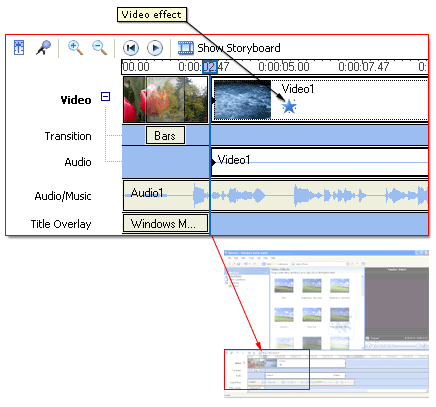 Video effect
Show Storyboard
00.00 0:00:02.47 0:00:05.00 0:00:07.47
Video
Video1
Transition
Bars
Audio
Video1
Audio/Music
Audio1
Title Overlay
Windows M...